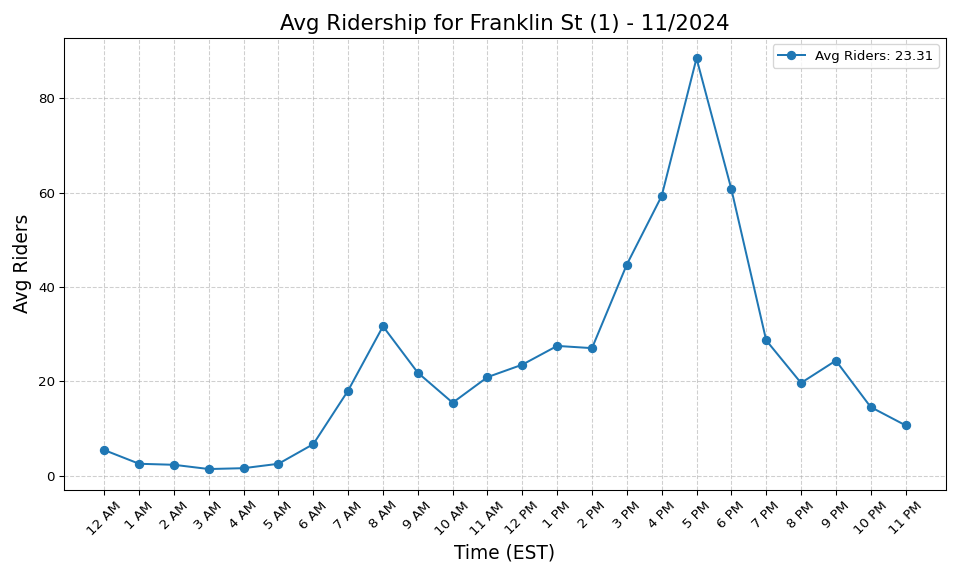 Avg Ridership for Franklin St (1) - 11/2024
Avg Riders: 23.31
Avg Riders
80
60
40
20
0
12 AM
1 AM
2 AM
3 AM
4 AM
5 AM
6 AM
7 AM
8 AM
9 AM
10 AM
11 AM
12 PM
1 PM
2 PM
3 PM
4 PM
5 PM
6 PM
7 PM
8 PM
9 PM
10 PM
11 PM
Time (EST)